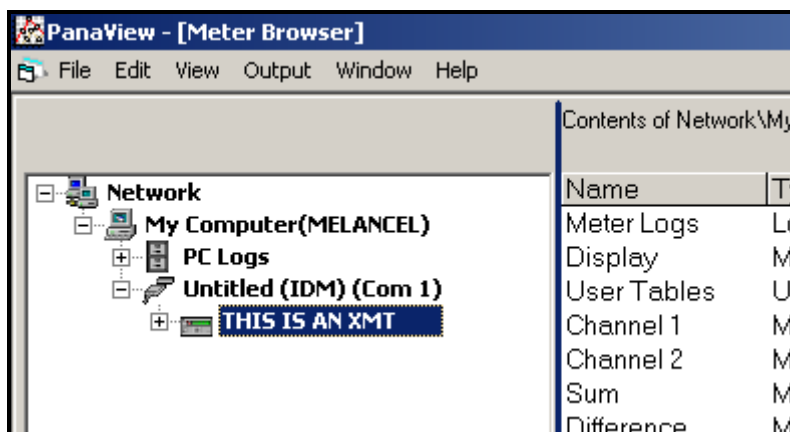 PanaView - [Meter Browser]
File Edit View Output Window Help
Contents of Network\My
Network
My Computer(MELANCEL)
PC Logs
Untitled (IDM) (Com 1)
THIS IS AN XMT
Name
Meter Logs
Display
User Tables
Channel 1
Channel 2
Sum
Difference